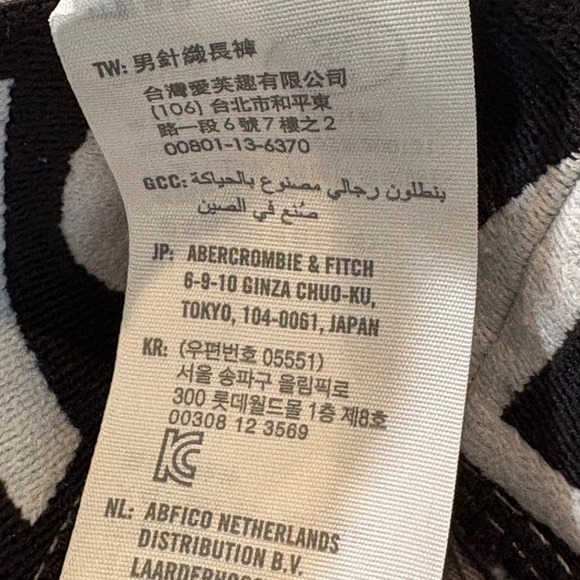 TW: 男針織長褲
台灣愛芙趣有限公司
(106) 台北市和平東
路一段6號7樓之2
00801-13-6370
GCC: بنطلون رجالي مصنوع بالحياكة
صُنع في الصين
JP: ABERCROMBIE & FITCH
6-9-10 GINZA CHUO-KU,
TOKYO, 104-0061, JAPAN
KR: (우편번호 05551)
서울 송파구 올림픽로
300 롯데월드몰 1층 제8호
00308 12 3569
KC
NL: ABFICO NETHERLANDS
DISTRIBUTION B.V.